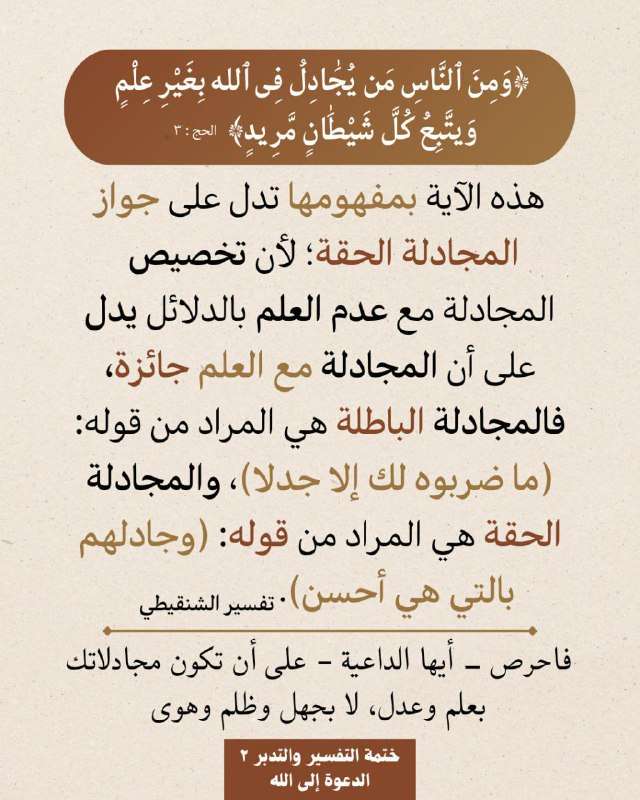 ﴿وَمِنَ ٱلنَّاسِ مَن يُجَٰدِلُ فِى ٱلله بِغَيْرِ عِلْمٍ
وَيتَّبِعُ كُلَّ شَيْطَٰنٍ مَّرِيدٍ﴾ الحج: ٣
هذه الآية بمفهومها تدل على جواز
المجادلة الحقة؛ لأن تخصيص
المجادلة مع عدم العلم بالدلائل يدل
على أن المجادلة مع العلم جائزة،
فالمجادلة الباطلة هي المراد من قوله:
(ما ضربوه لك إلا جدلا)، والمجادلة
الحقة هي المراد من قوله: (وجادلهم
بالتي هي أحسن). تفسير الشنقيطي
فاحرص – أيها الداعية – على أن تكون مجادلاتك
بعلم وعدل، لا بجهل وظلم وهوى
ختمة التفسير والتدبر ٢
الدعوة إلى الله